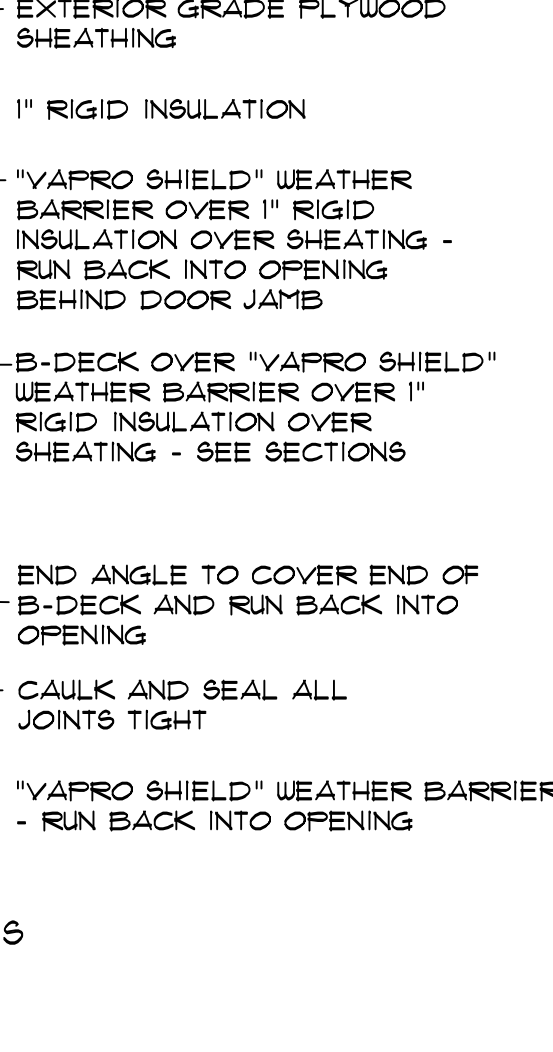 EXTERIOR GRADE PLYWOOD
SHEATHING
1" RIGID INSULATION
"VAPRO SHIELD" WEATHER
BARRIER OVER 1" RIGID
INSULATION OVER SHEATING -
RUN BACK INTO OPENING
BEHIND DOOR JAMB
B-DECK OVER "VAPRO SHIELD"
WEATHER BARRIER OVER 1"
RIGID INSULATION OVER
SHEATING - SEE SECTIONS
END ANGLE TO COVER END OF
B-DECK AND RUN BACK INTO
OPENING
CAULK AND SEAL ALL
JOINTS TIGHT
"VAPRO SHIELD" WEATHER BARRIER
- RUN BACK INTO OPENING
S